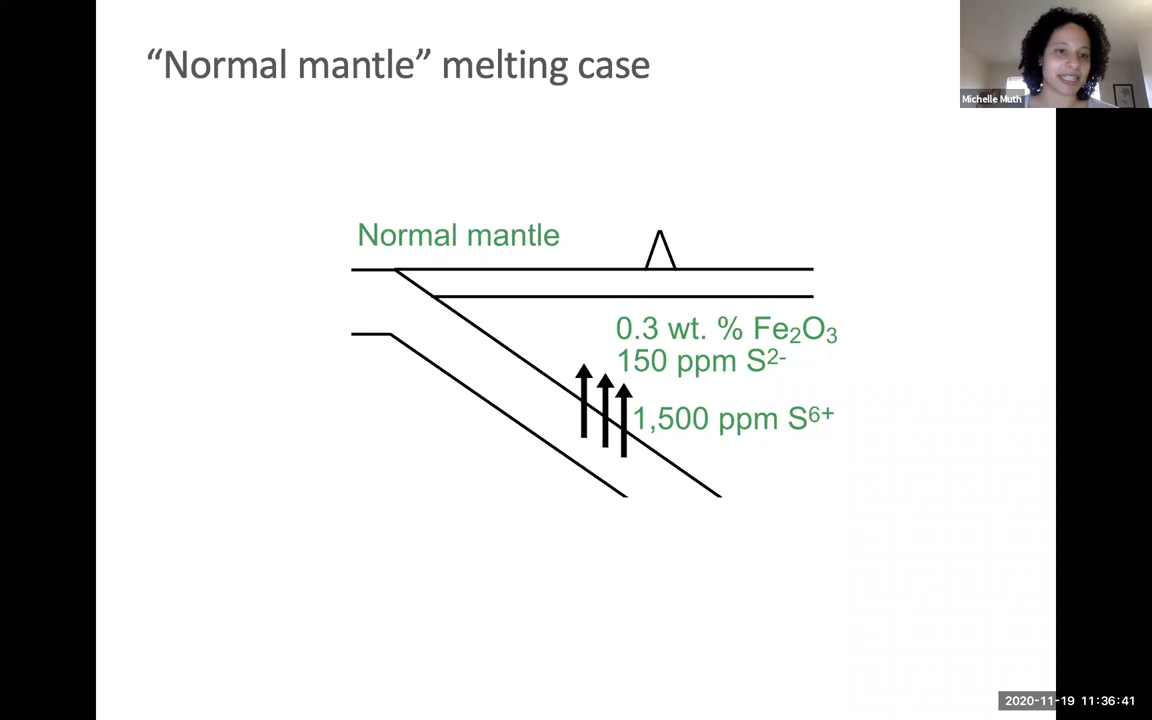 “Normal mantle” melting case
Michelle Muth
Normal mantle
0.3 wt. % Fe₂O₃
150 ppm S²⁻
1,500 ppm S⁶⁺
2020-11-19 11:36:41